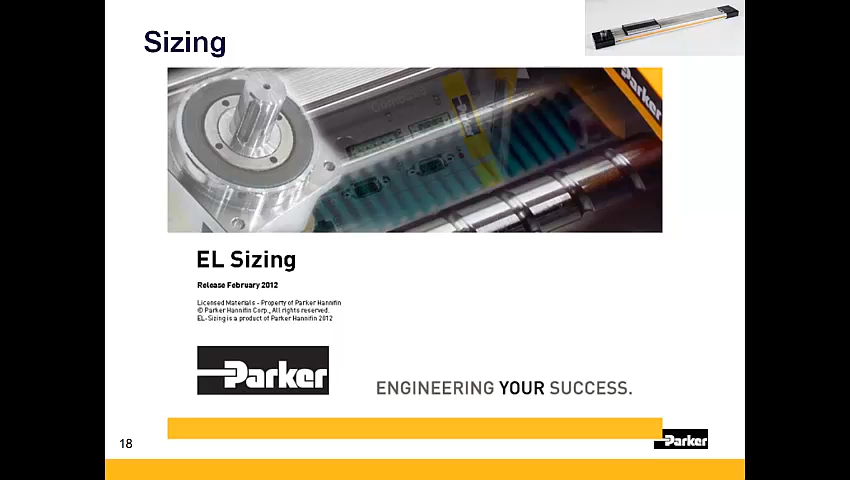 Sizing
Parker
EL Sizing
Release February 2012
Licensed Materials - Property of Parker Hannifin
© Parker Hannifin Corp., All rights reserved.
EL-Sizing is a product of Parker Hannifin 2012
Parker
ENGINEERING YOUR SUCCESS.
18
Parker